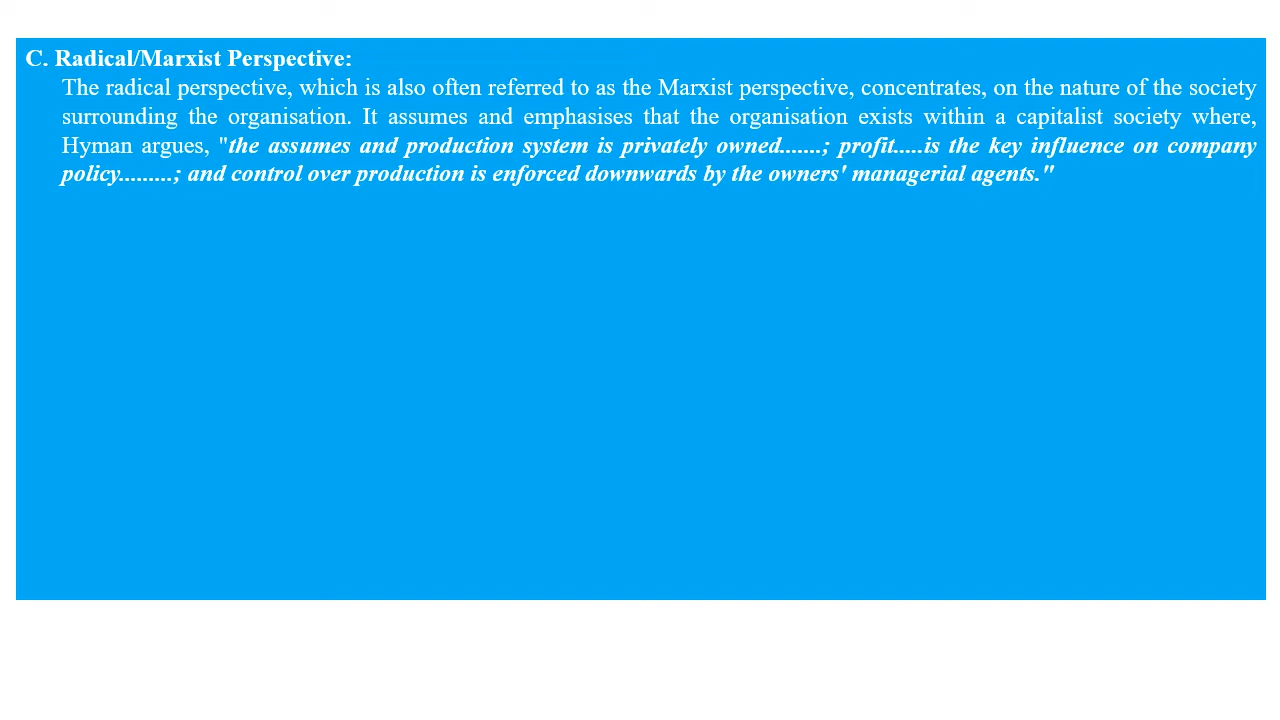 C. Radical/Marxist Perspective:
The radical perspective, which is also often referred to as the Marxist perspective, concentrates, on the nature of the society
surrounding the organisation. It assumes and emphasises that the organisation exists within a capitalist society where,
Hyman argues, "the assumes and production system is privately owned.......; profit.....is the key influence on company
policy.........; and control over production is enforced downwards by the owners' managerial agents."